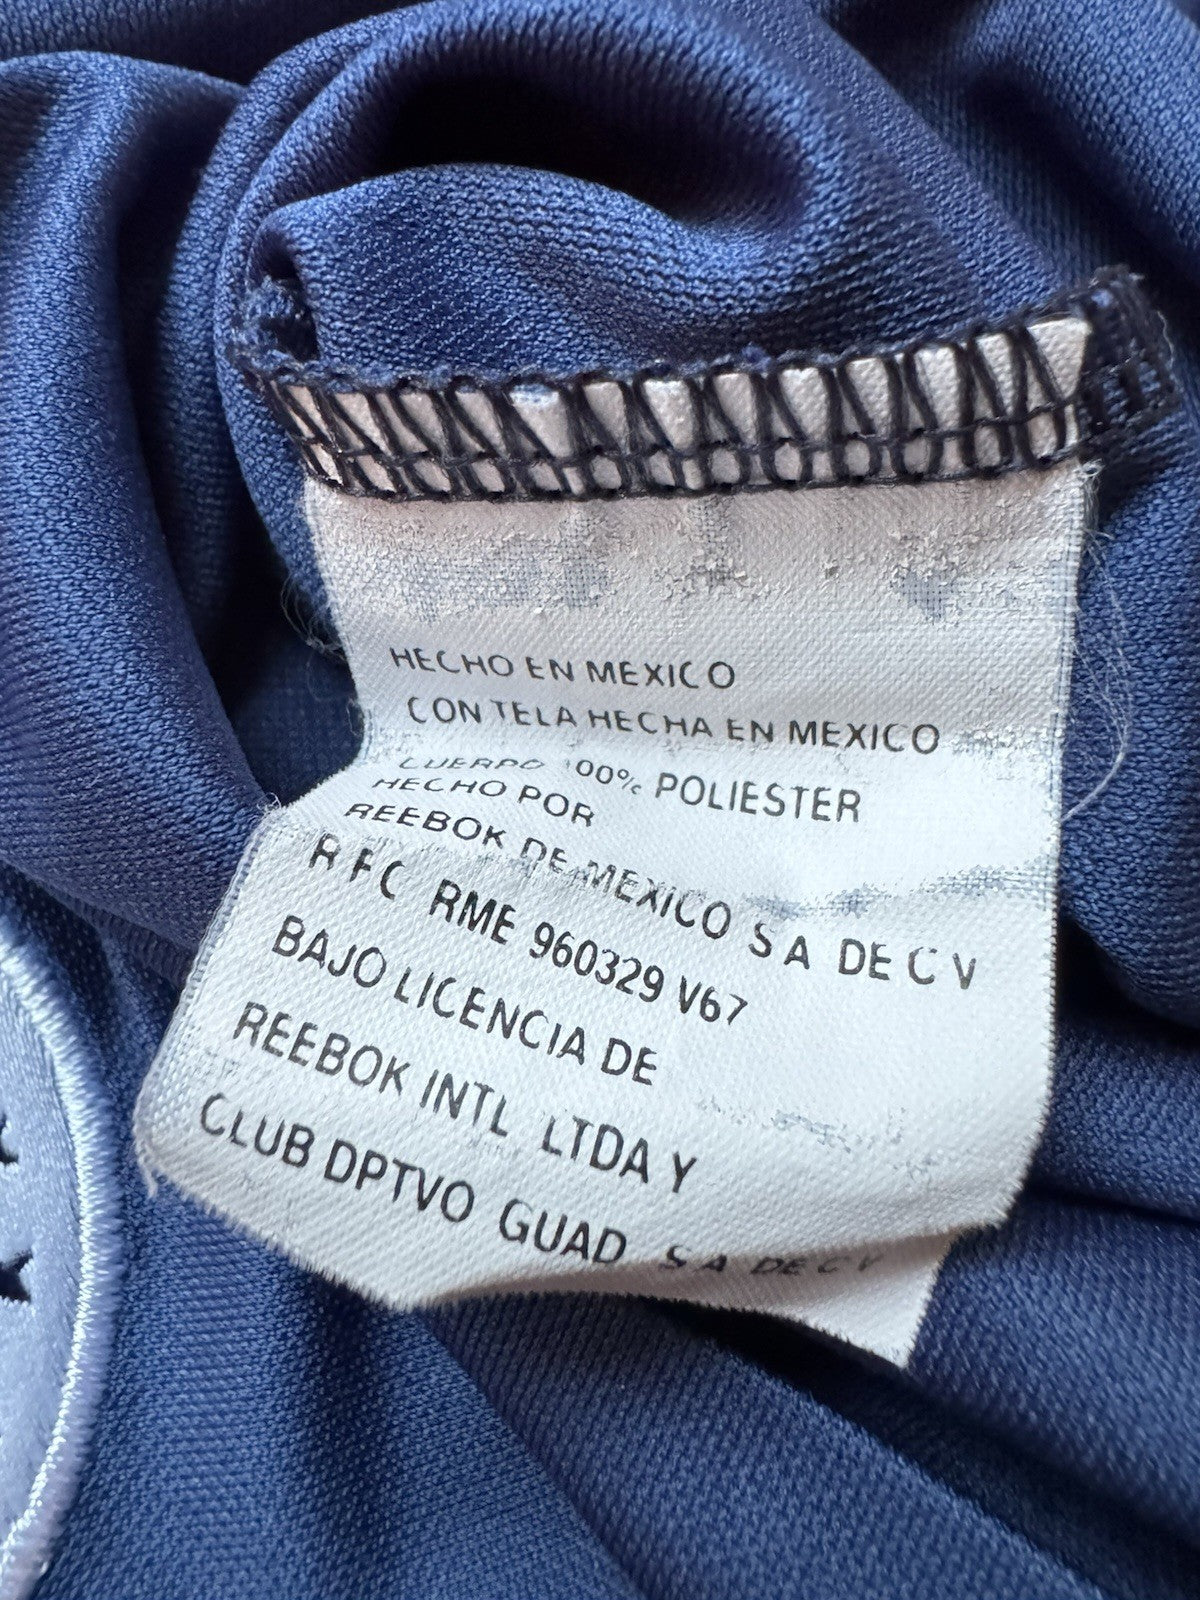 HECHO EN MEXICO
CON TELA HECHA EN MEXICO
CUERPO 100% POLIESTER
HECHO POR
REEBOK DE MEXICO S A DE C V
R F C RME 960329 V67
BAJO LICENCIA DE
REEBOK INTL LTDA Y
CLUB DPTVO GUAD S A DE C V